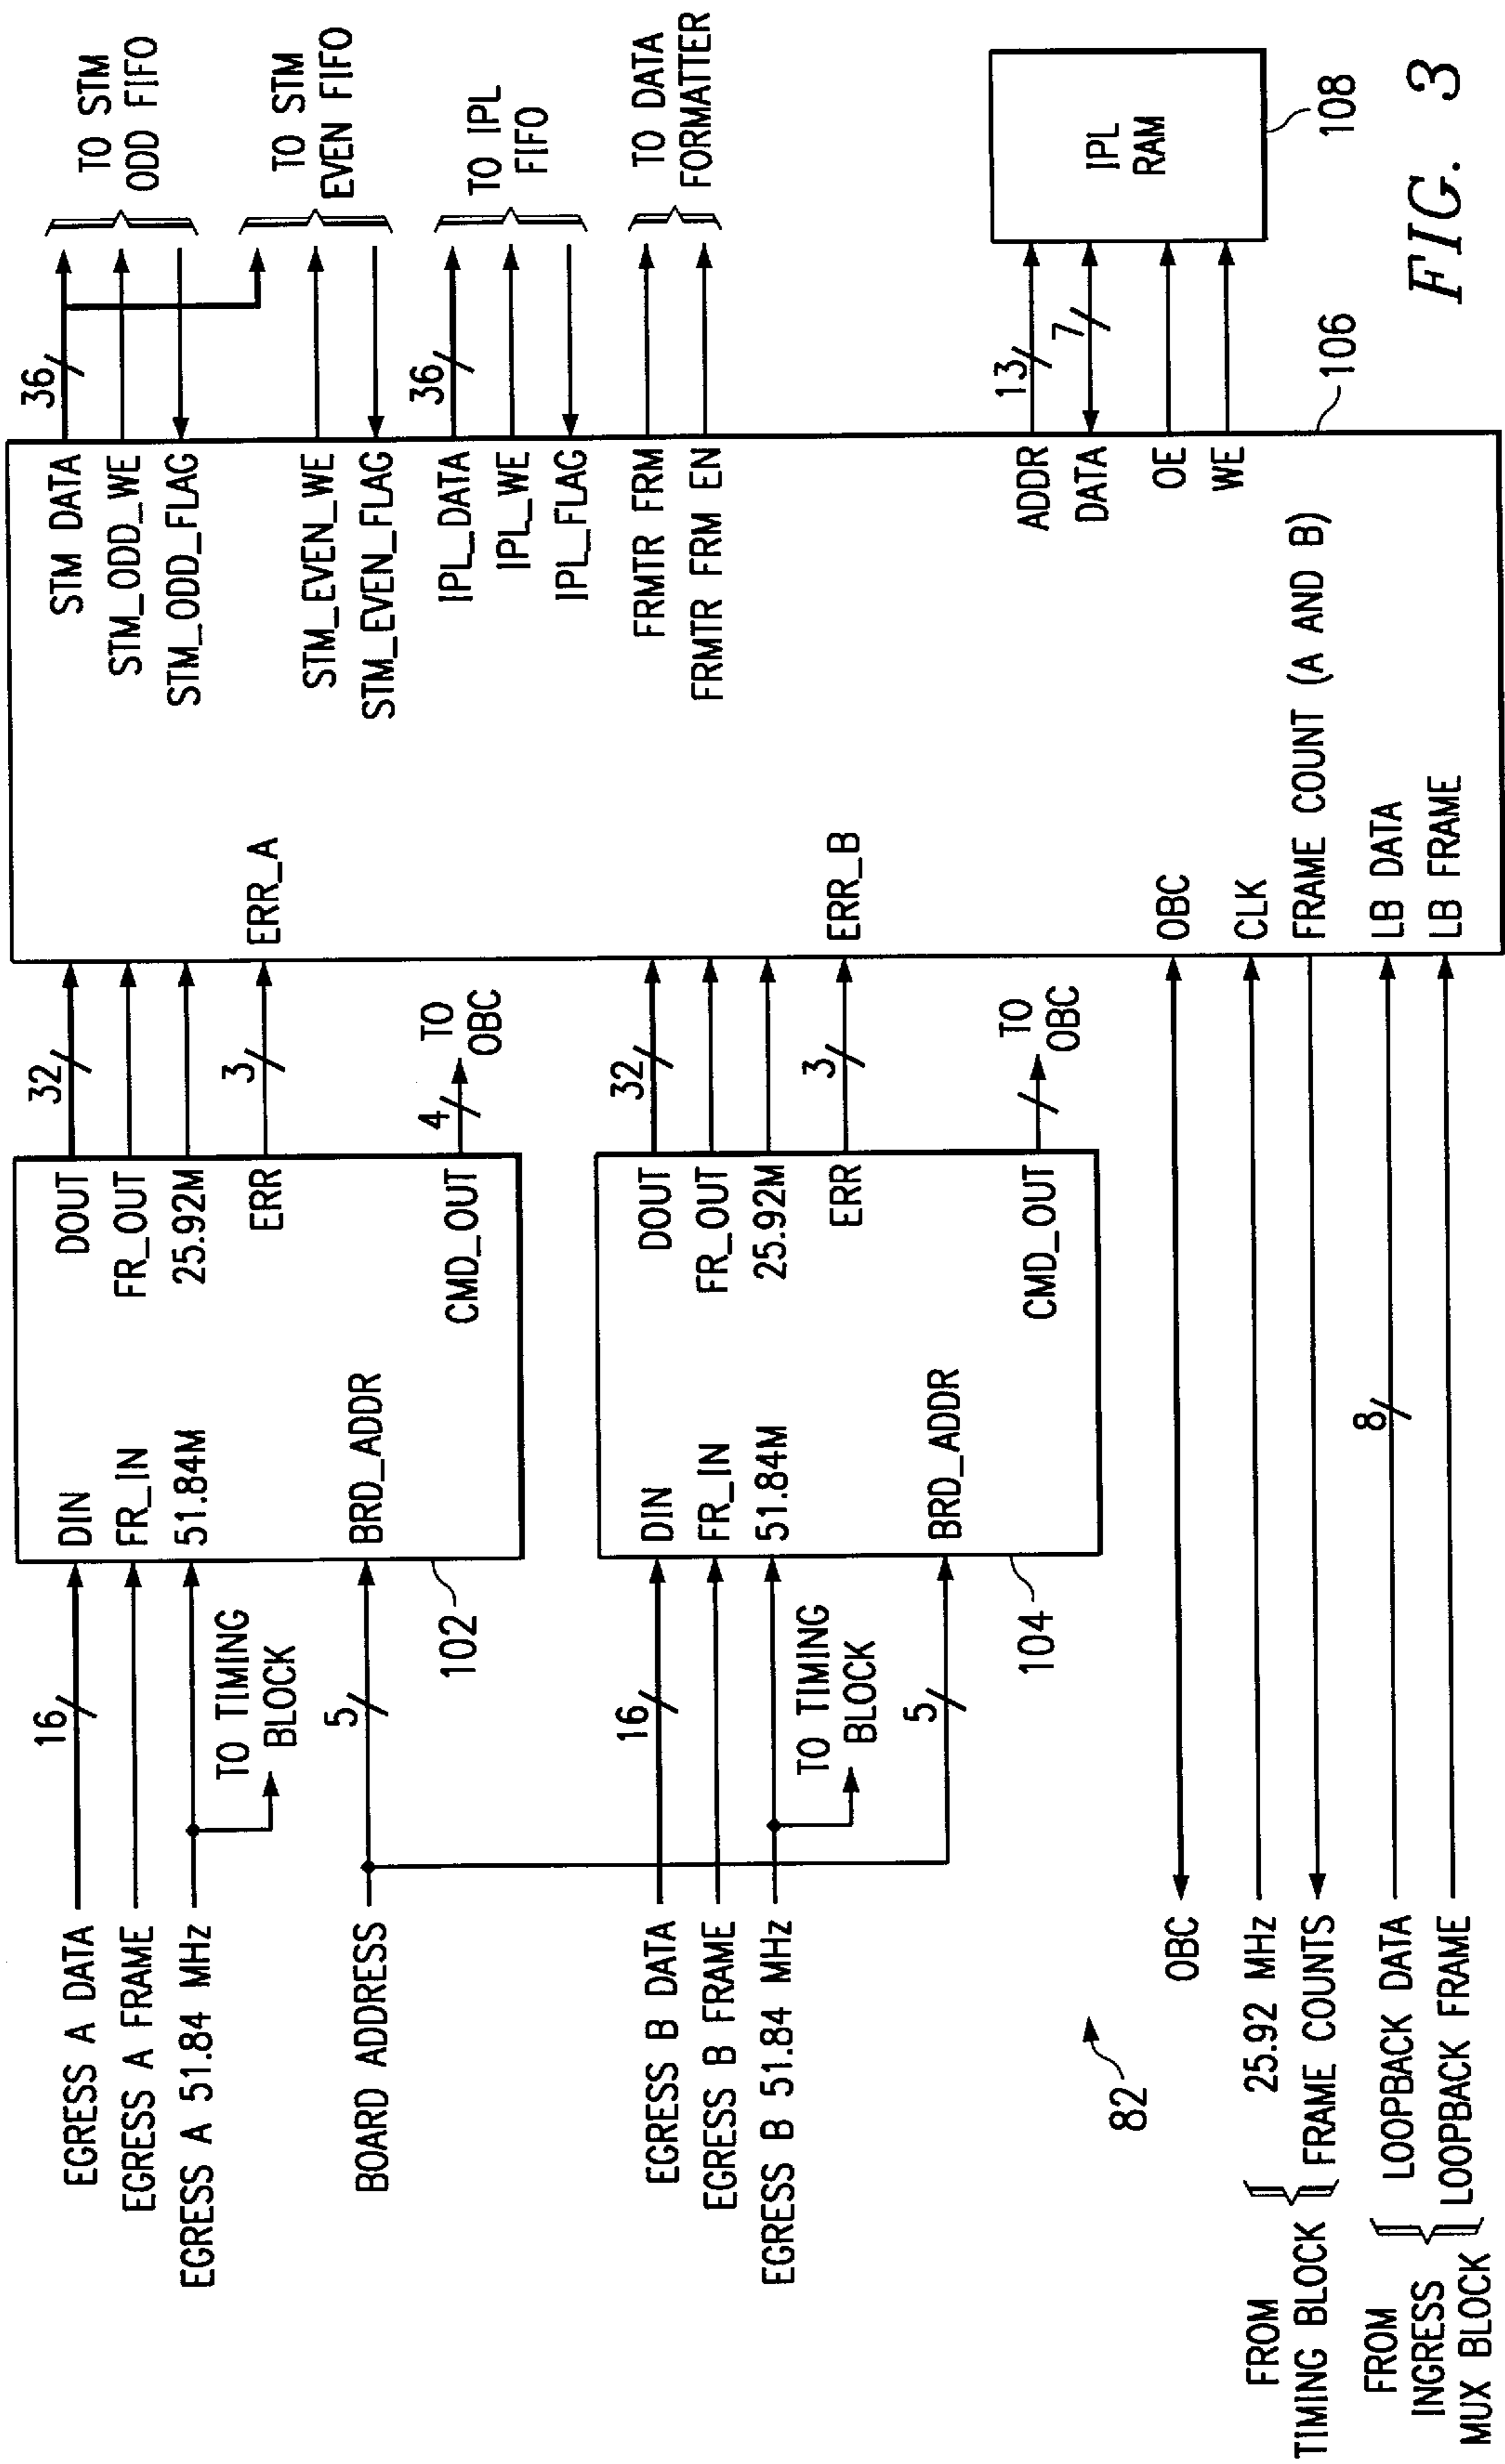 EGRESS A DATA
EGRESS A FRAME
EGRESS A 51.84 MHz
BOARD ADDRESS
16
TO TIMING
BLOCK
5
DIN
FR_IN
51.84M
BRD_ADDR
102
DOUT
FR_OUT
25.92M
ERR
CMD_OUT
32
3
4
TO
OBC
EGRESS B DATA
EGRESS B FRAME
EGRESS B 51.84 MHz
16
TO TIMING
BLOCK
5
DIN
FR_IN
51.84M
BRD_ADDR
104
DOUT
FR_OUT
25.92M
ERR
CMD_OUT
32
3
TO
OBC
82
OBC
FROM
TIMING BLOCK
25.92 MHz
FRAME COUNTS
FROM
INGRESS
MUX BLOCK
LOOPBACK DATA
LOOPBACK FRAME
8
ERR_A
ERR_B
OBC
CLK
FRAME COUNT (A AND B)
LB DATA
LB FRAME
STM DATA
STM_ODD_WE
STM_ODD_FLAG
STM_EVEN_WE
STM_EVEN_FLAG
IPL_DATA
IPL_WE
IPL_FLAG
FRMTR FRM
FRMTR FRM EN
ADDR
DATA
OE
WE
106
36
36
13
7
TO STM
ODD FIFO
TO STM
EVEN FIFO
TO IPL
FIFO
TO DATA
FORMATTER
IPL
RAM
108
FIG. 3